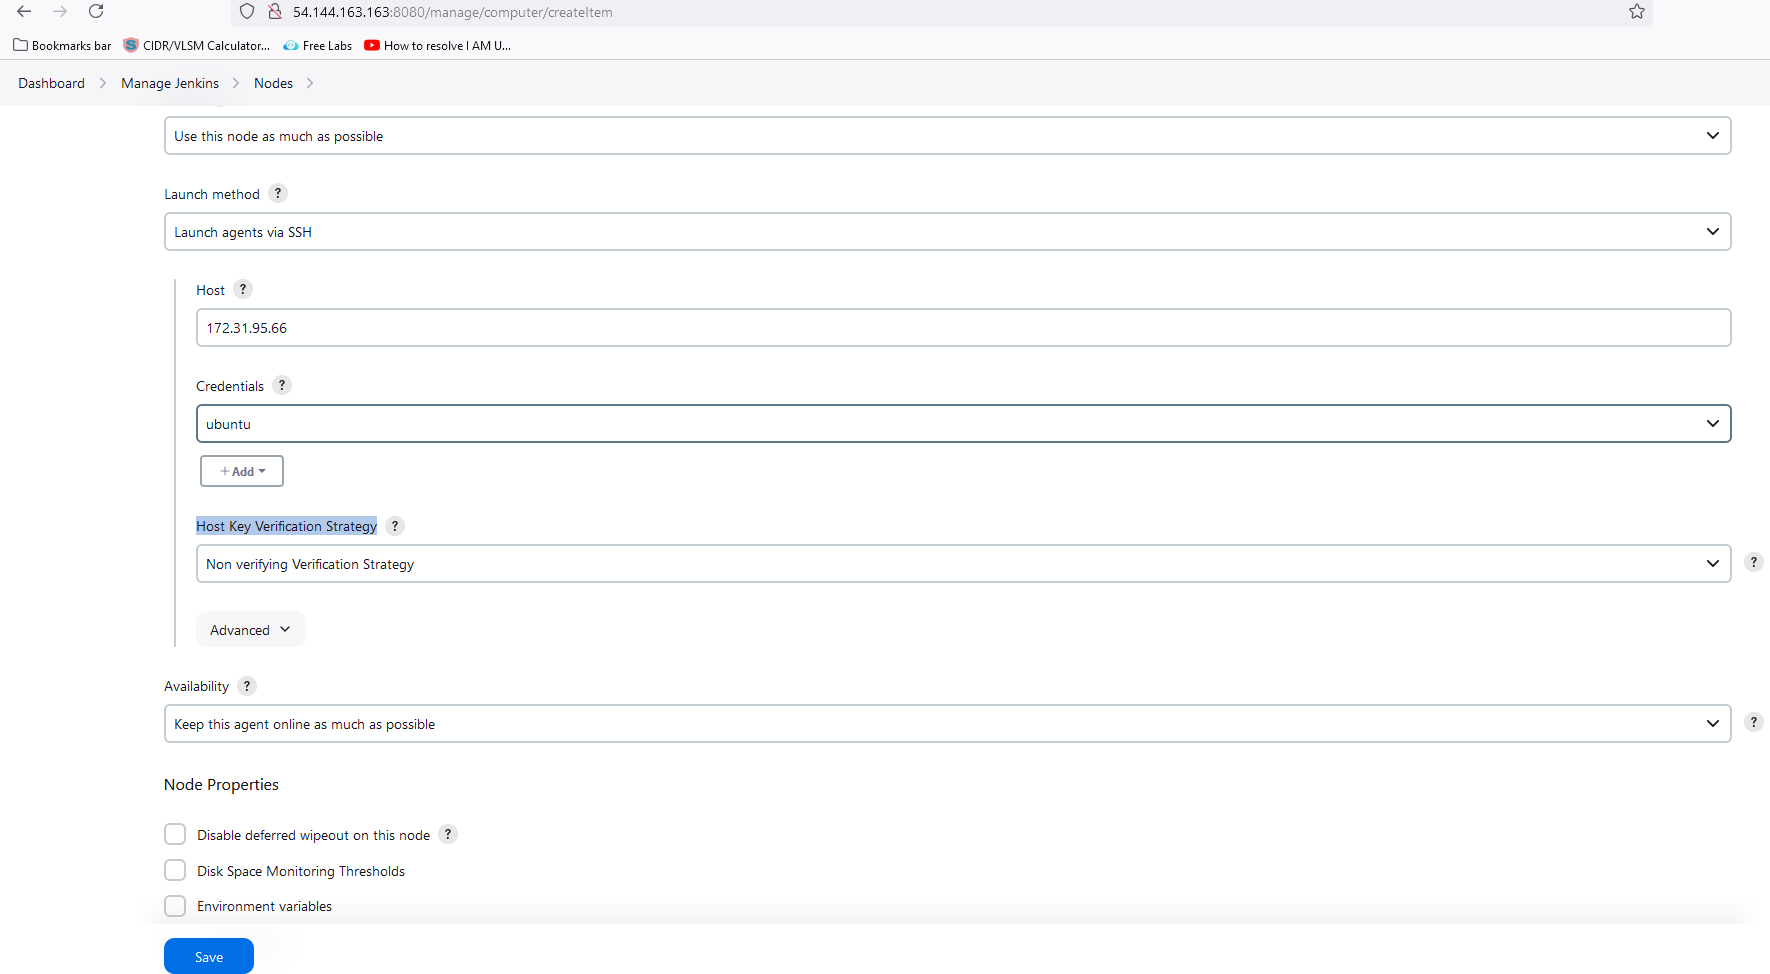 54.144.163.163:8080/manage/computer/createItem
Bookmarks bar CIDR/VLSM Calculator... Free Labs How to resolve I AM U...
Dashboard Manage Jenkins Nodes
Use this node as much as possible
Launch method ?
Launch agents via SSH
Host ?
172.31.95.66
Credentials ?
ubuntu
+ Add
Host Key Verification Strategy ?
Non verifying Verification Strategy ?
Advanced
Availability ?
Keep this agent online as much as possible ?
Node Properties
Disable deferred wipeout on this node ?
Disk Space Monitoring Thresholds
Environment variables
Save